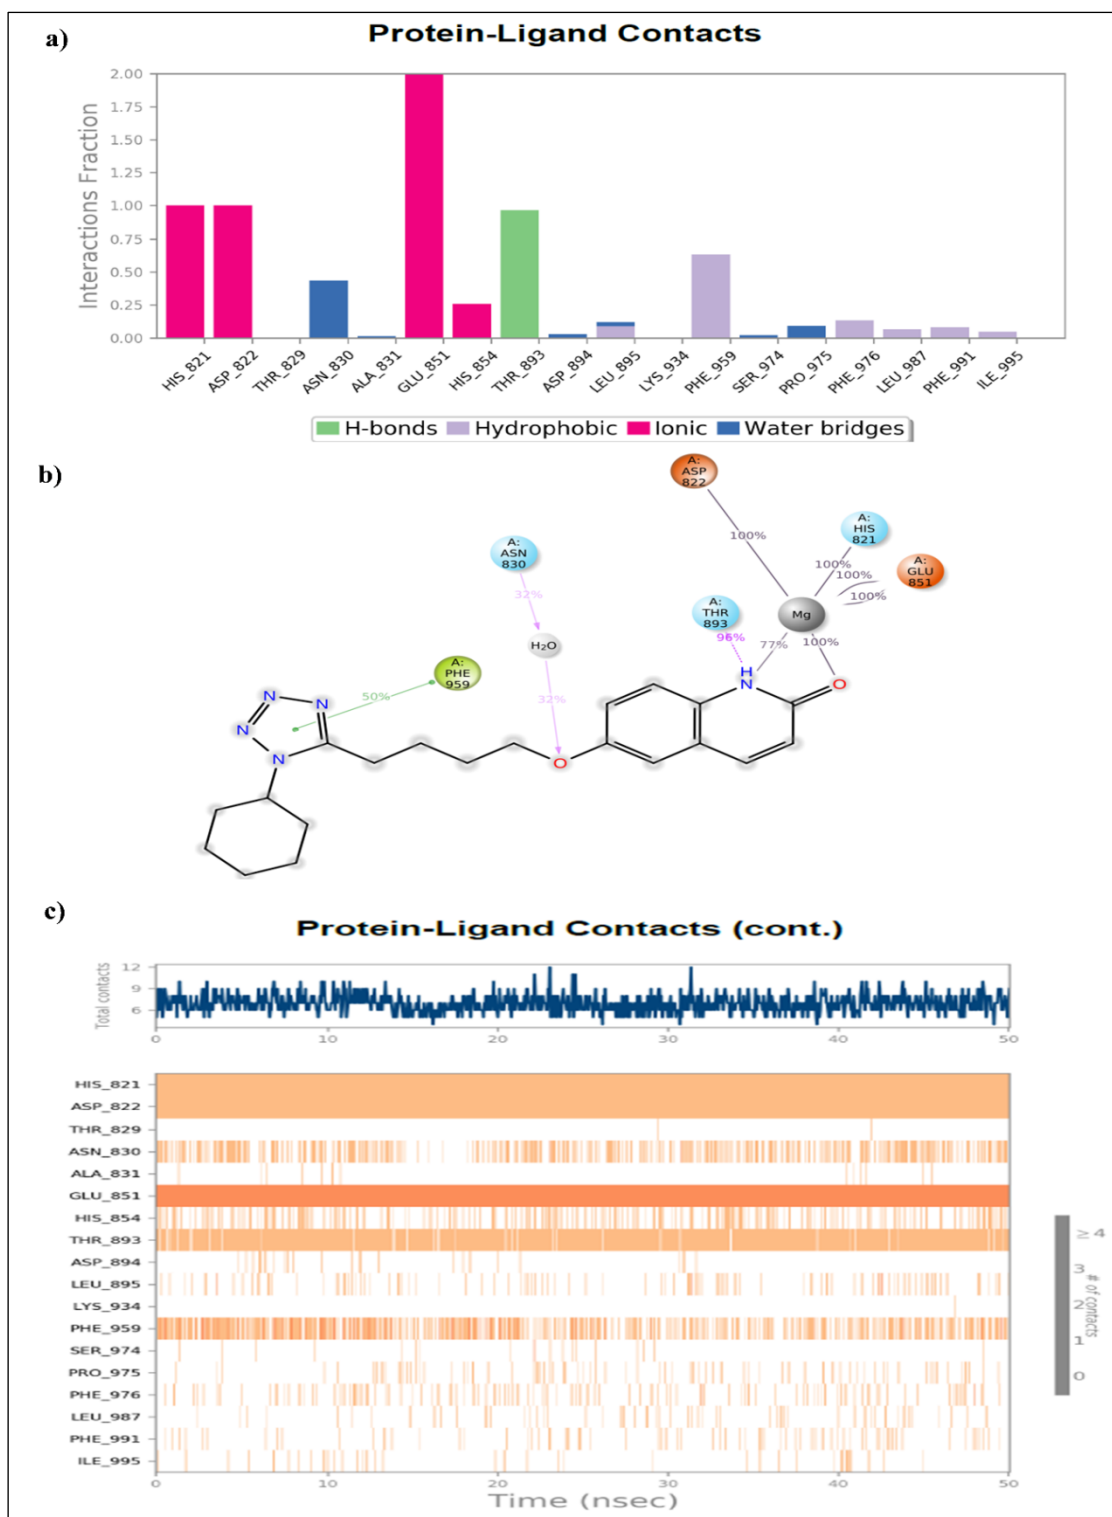 a)
Protein-Ligand Contacts
Interactions Fraction
2.00
1.75
1.50
1.25
1.00
0.75
0.50
0.25
0.00
HIS_821
ASP_822
THR_829
ASN_830
ALA_831
GLU_851
HIS_854
THR_893
ASP_894
LEU_895
LYS_934
PHE_959
SER_974
PRO_975
PHE_976
LEU_987
PHE_991
ILE_995
H-bonds Hydrophobic Ionic Water bridges
b)
A:
ASP
822
A:
HIS
821
A:
GLU
851
A:
ASN
830
A:
THR
893
A:
PHE
959
Mg
H₂O
100%
100%
100%
100%
100%
77%
96%
32%
32%
50%
H
N
O
O
N
N
N
N
c)
Protein-Ligand Contacts (cont.)
Total contacts
12
9
6
0 10 20 30 40 50
HIS_821
ASP_822
THR_829
ASN_830
ALA_831
GLU_851
HIS_854
THR_893
ASP_894
LEU_895
LYS_934
PHE_959
SER_974
PRO_975
PHE_976
LEU_987
PHE_991
ILE_995
0 10 20 30 40 50
Time (nsec)
≥ 4
3
2
1
0
# of contacts